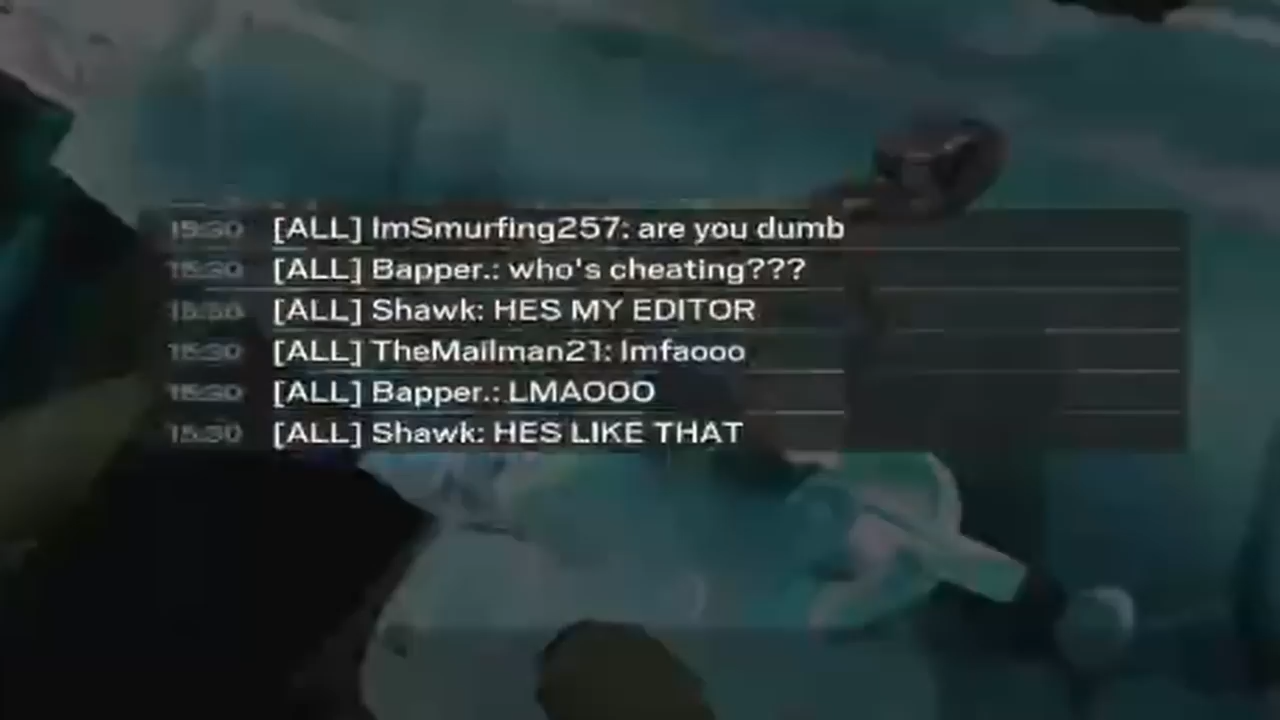 15:30 [ALL] ImSmurfing257: are you dumb
15:30 [ALL] Bapper.: who's cheating???
15:30 [ALL] Shawk: HES MY EDITOR
15:30 [ALL] TheMailman21: lmfaooo
15:30 [ALL] Bapper.: LMAOOO
15:30 [ALL] Shawk: HES LIKE THAT